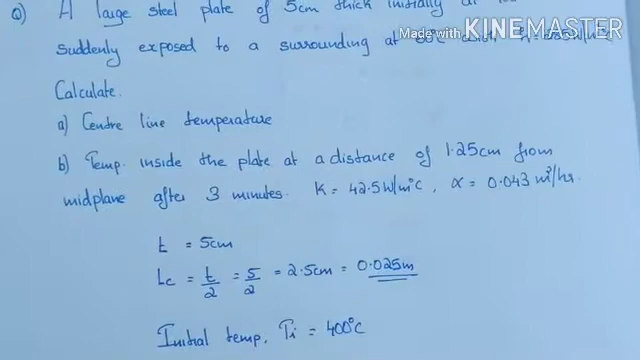 Q) A large steel plate of 5cm thick initially at
Made with KINEMASTER
suddenly exposed to a surrounding at
Calculate.
a) Centre line temperature
b) Temp. inside the plate at a distance of 1.25cm from
midplane after 3 minutes. K = 42.5W/m°C, α = 0.043 m²/hr.
t = 5cm
Lc = t/2 = 5/2 = 2.5cm = 0.025m
Initial temp, Ti = 400°C